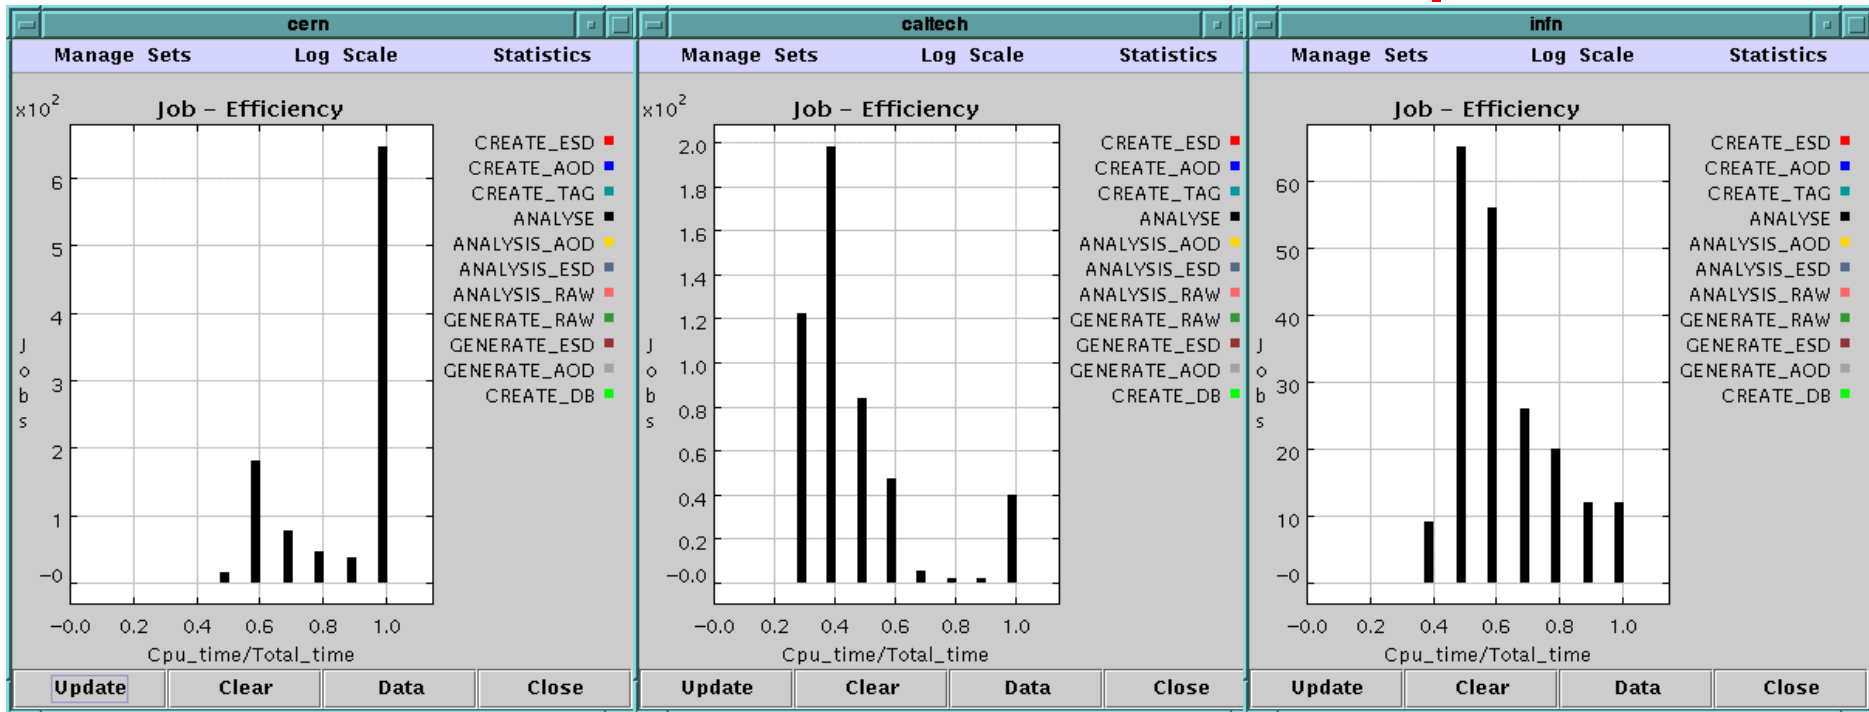 cern
Manage Sets Log Scale Statistics
x10²
Job – Efficiency
CREATE_ESD
CREATE_AOD
CREATE_TAG
ANALYSE
ANALYSIS_AOD
ANALYSIS_ESD
ANALYSIS_RAW
GENERATE_RAW
GENERATE_ESD
GENERATE_AOD
CREATE_DB
6
5
4
3
2
1
–0
Jobs
–0.0 0.2 0.4 0.6 0.8 1.0
Cpu_time/Total_time
Update Clear Data Close
caltech
Manage Sets Log Scale Statistics
x10²
Job – Efficiency
CREATE_ESD
CREATE_AOD
CREATE_TAG
ANALYSE
ANALYSIS_AOD
ANALYSIS_ESD
ANALYSIS_RAW
GENERATE_RAW
GENERATE_ESD
GENERATE_AOD
CREATE_DB
2.0
1.8
1.6
1.4
1.2
1.0
0.8
0.6
0.4
0.2
–0.0
Jobs
–0.0 0.2 0.4 0.6 0.8 1.0
Cpu_time/Total_time
Update Clear Data Close
infn
Manage Sets Log Scale Statistics
Job – Efficiency
CREATE_ESD
CREATE_AOD
CREATE_TAG
ANALYSE
ANALYSIS_AOD
ANALYSIS_ESD
ANALYSIS_RAW
GENERATE_RAW
GENERATE_ESD
GENERATE_AOD
CREATE_DB
60
50
40
30
20
10
–0
Jobs
–0.0 0.2 0.4 0.6 0.8 1.0
Cpu_time/Total_time
Update Clear Data Close